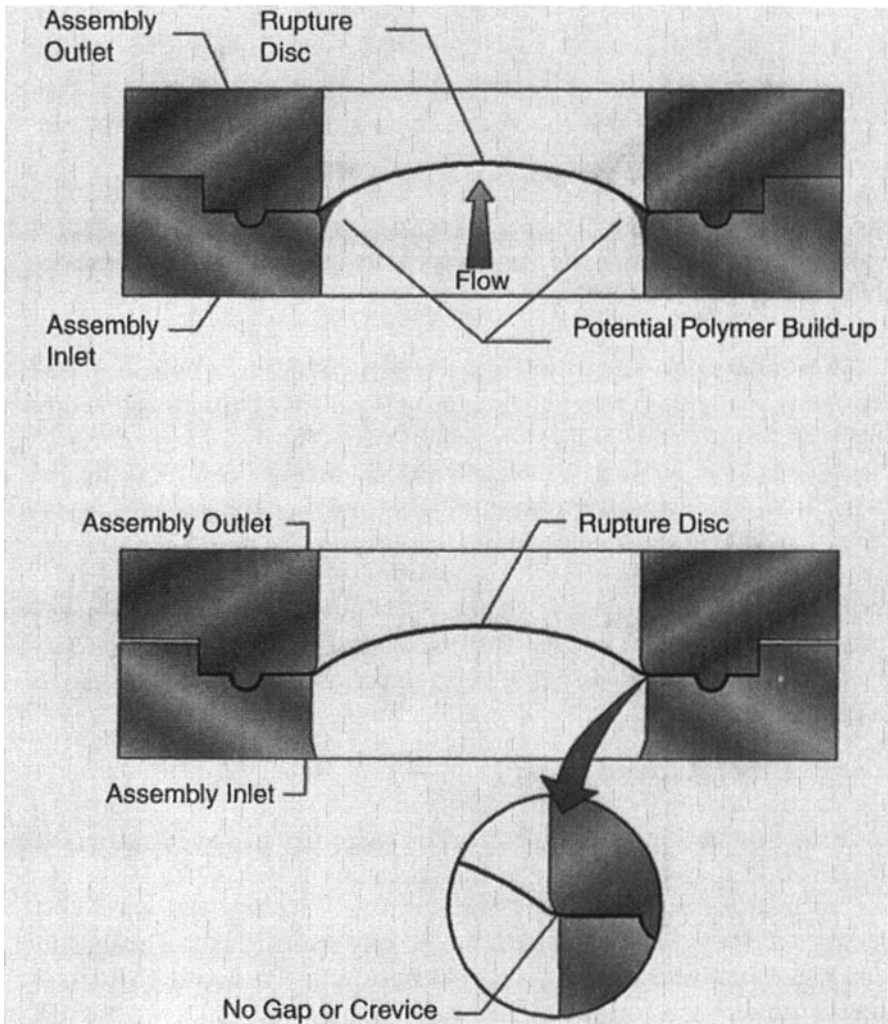 Assembly
Outlet
Rupture
Disc
Flow
Assembly
Inlet
Potential Polymer Build-up
Assembly Outlet
Rupture Disc
Assembly Inlet
No Gap or Crevice